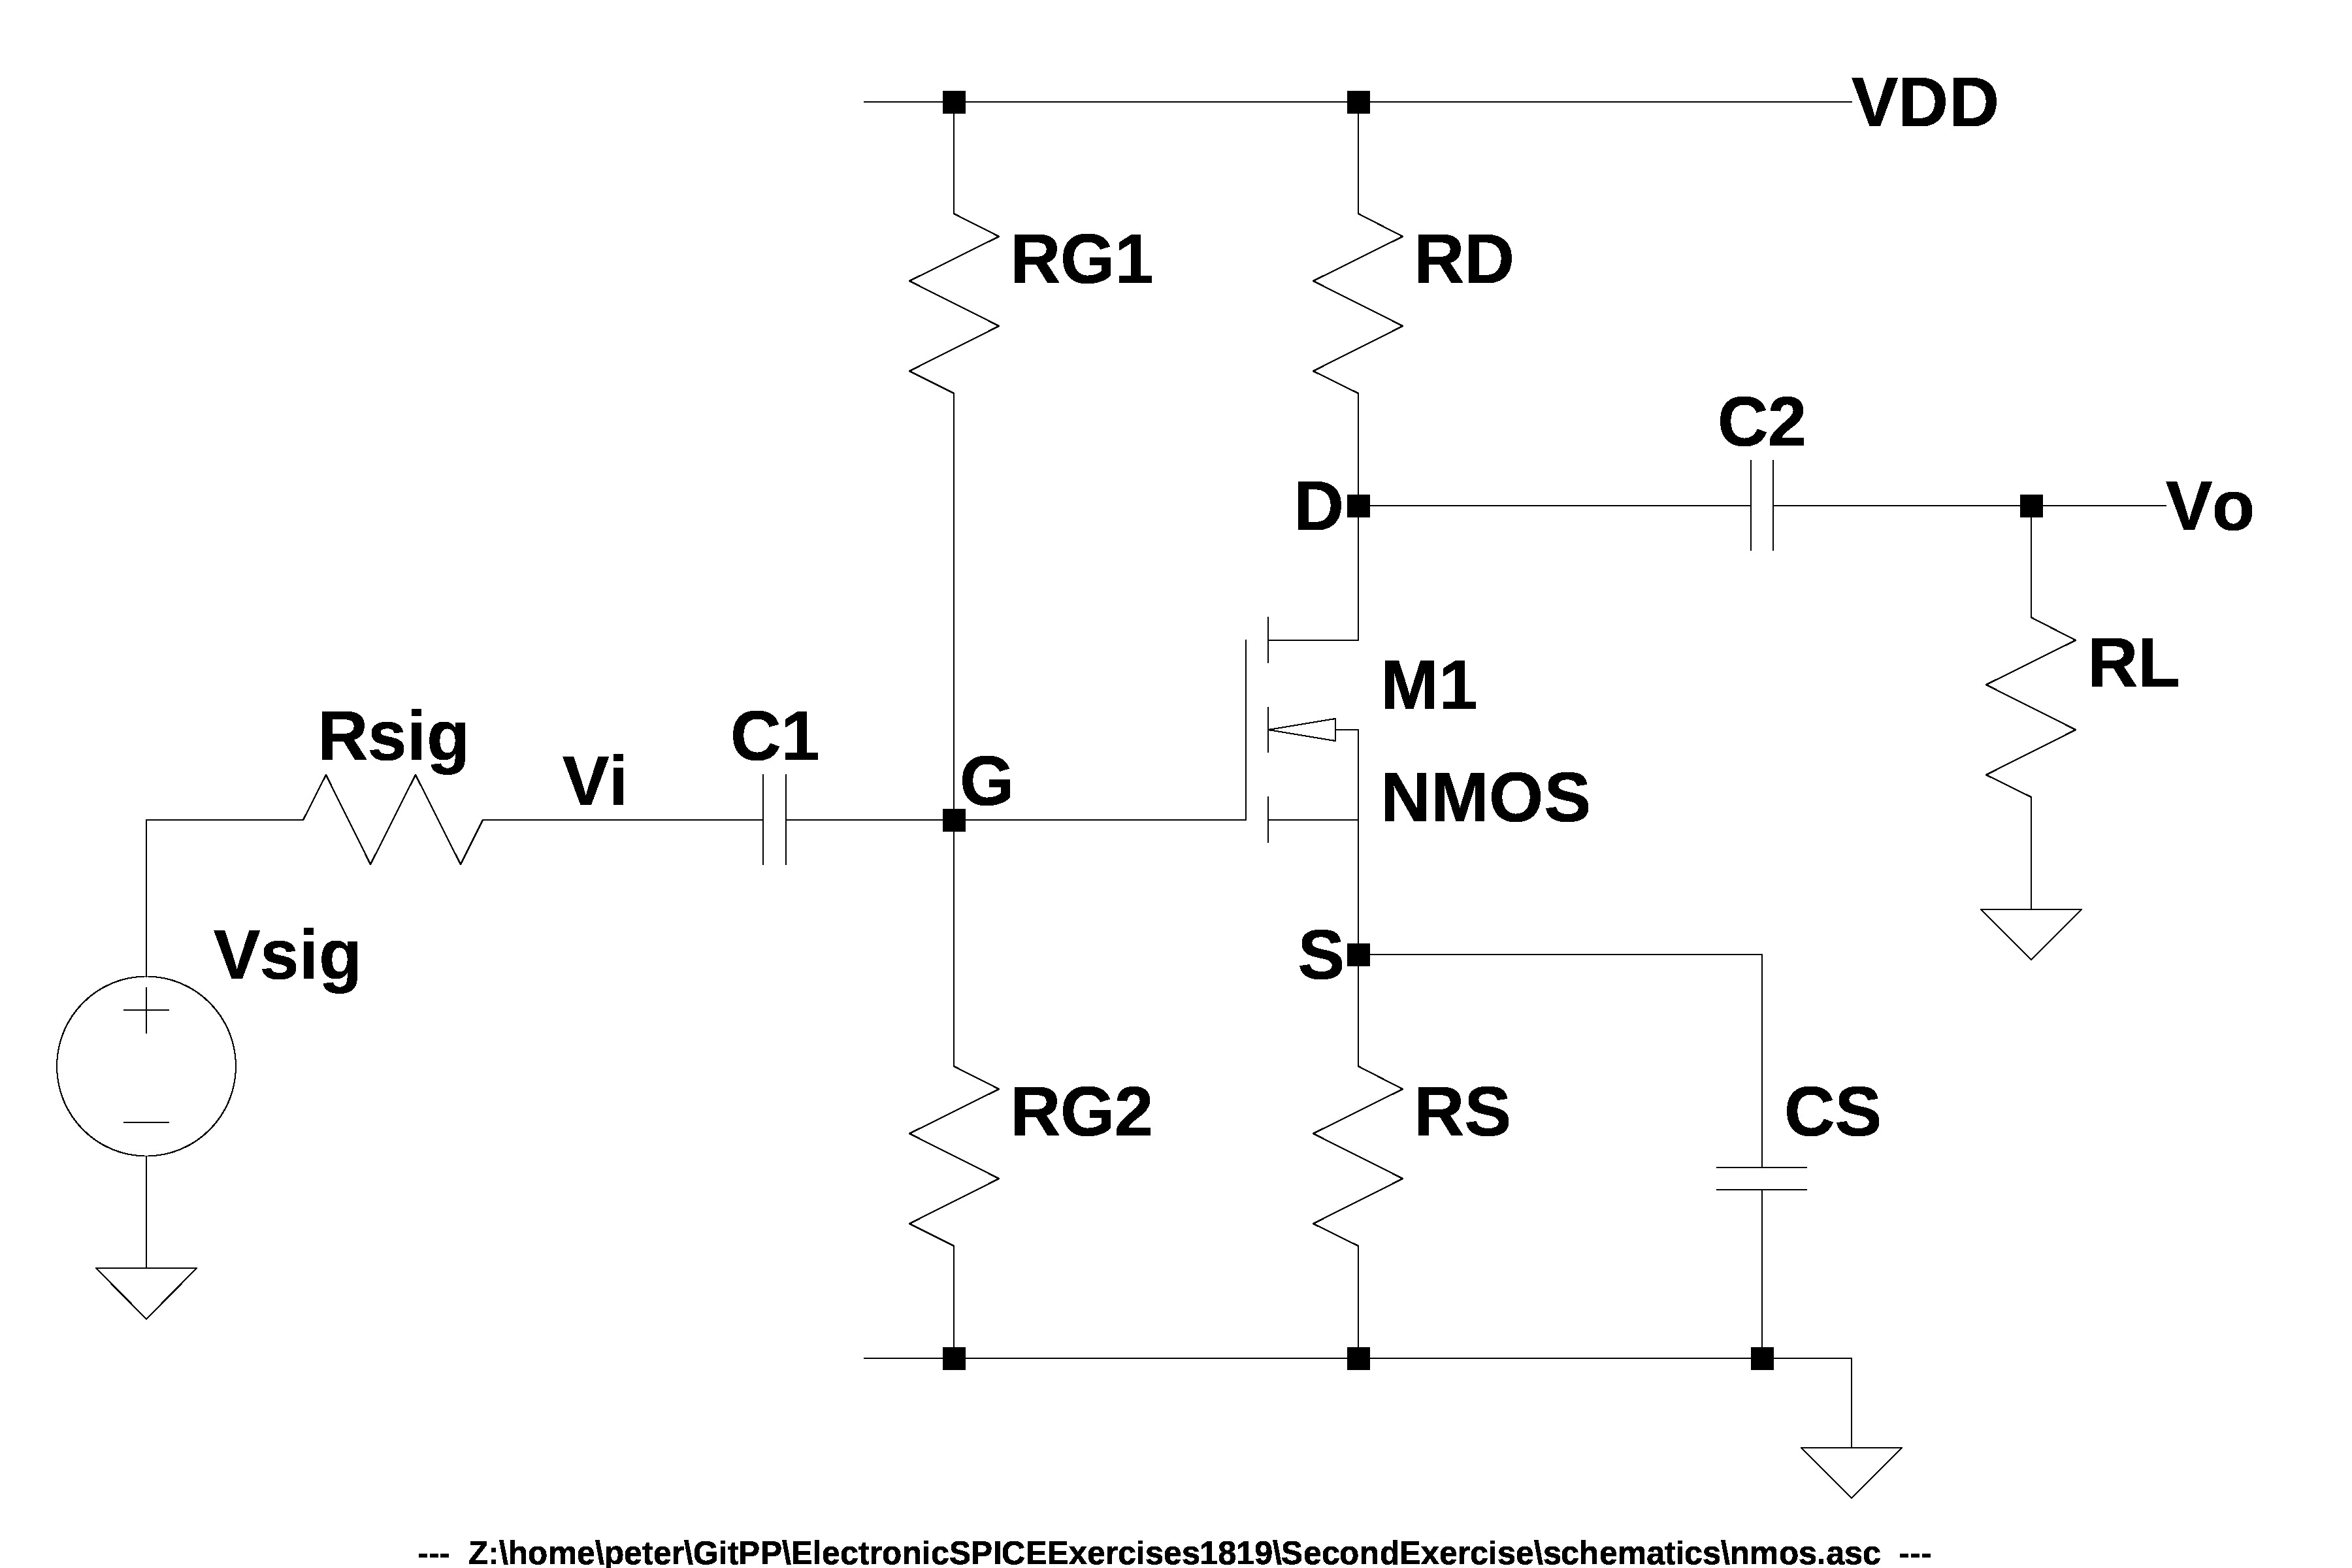 VDD
RG1
RD
C2
D
Vo
M1
RL
Rsig
C1
Vi
G
NMOS
Vsig
S
RG2
RS
CS
--- Z:\home\peter\GitPP\ElectronicSPICEExercises1819\SecondExercise\schematics\nmos.asc ---